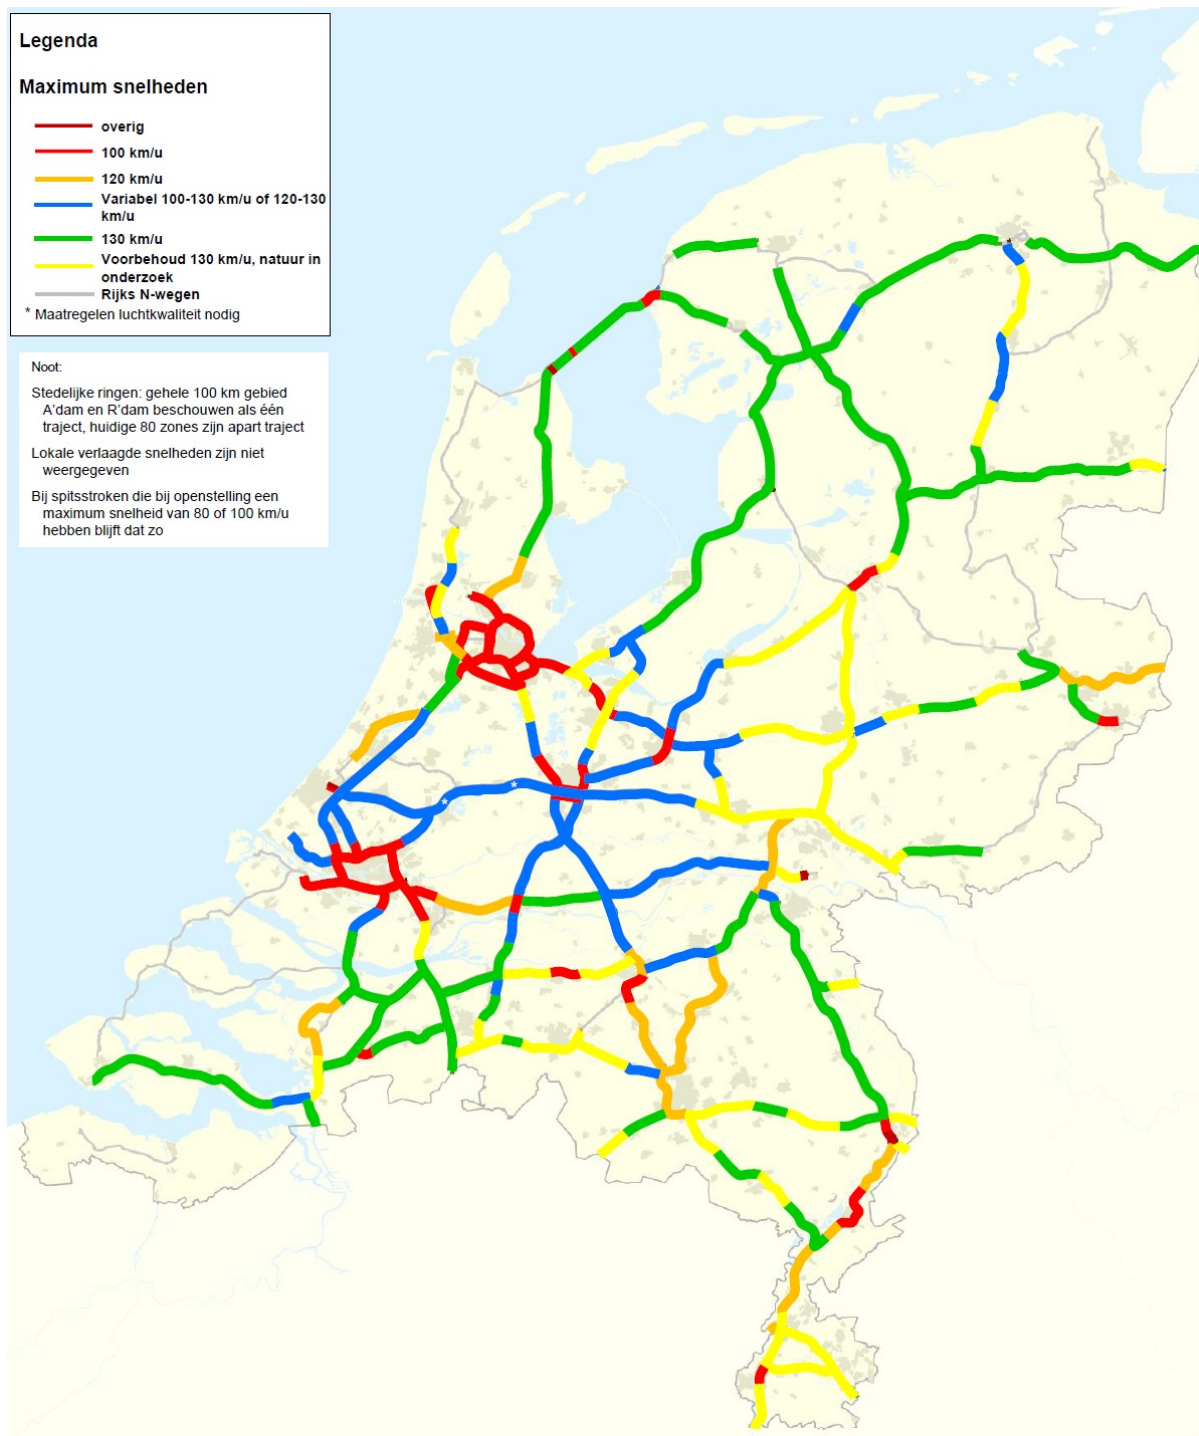 Legenda
Maximum snelheden
overig
100 km/u
120 km/u
Variabel 100-130 km/u of 120-130
km/u
130 km/u
Voorbehoud 130 km/u, natuur in
onderzoek
Rijks N-wegen
* Maatregelen luchtkwaliteit nodig
Noot:
Stedelijke ringen: gehele 100 km gebied
A'dam en R'dam beschouwen als één
traject, huidige 80 zones zijn apart traject
Lokale verlaagde snelheden zijn niet
weergegeven
Bij spitsstroken die bij openstelling een
maximum snelheid van 80 of 100 km/u
hebben blijft dat zo
*
*